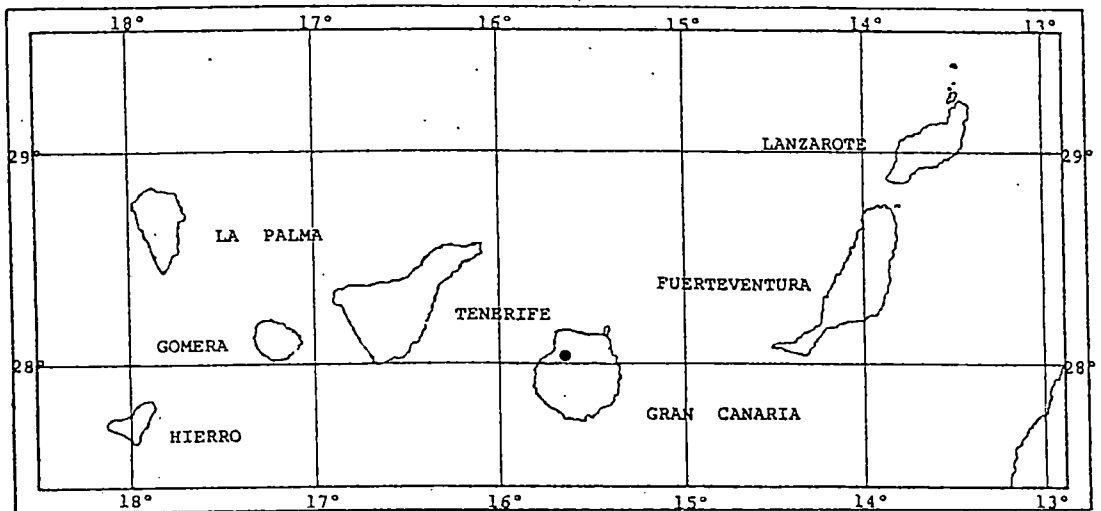 18° 17° 16° 15° 14° 13°
LANZAROTE
29° 29°
LA PALMA
FUERTEVENTURA
TENERIFE
GOMERA
28° 28°
GRAN CANARIA
HIERRO
18° 17° 16° 15° 14° 13°